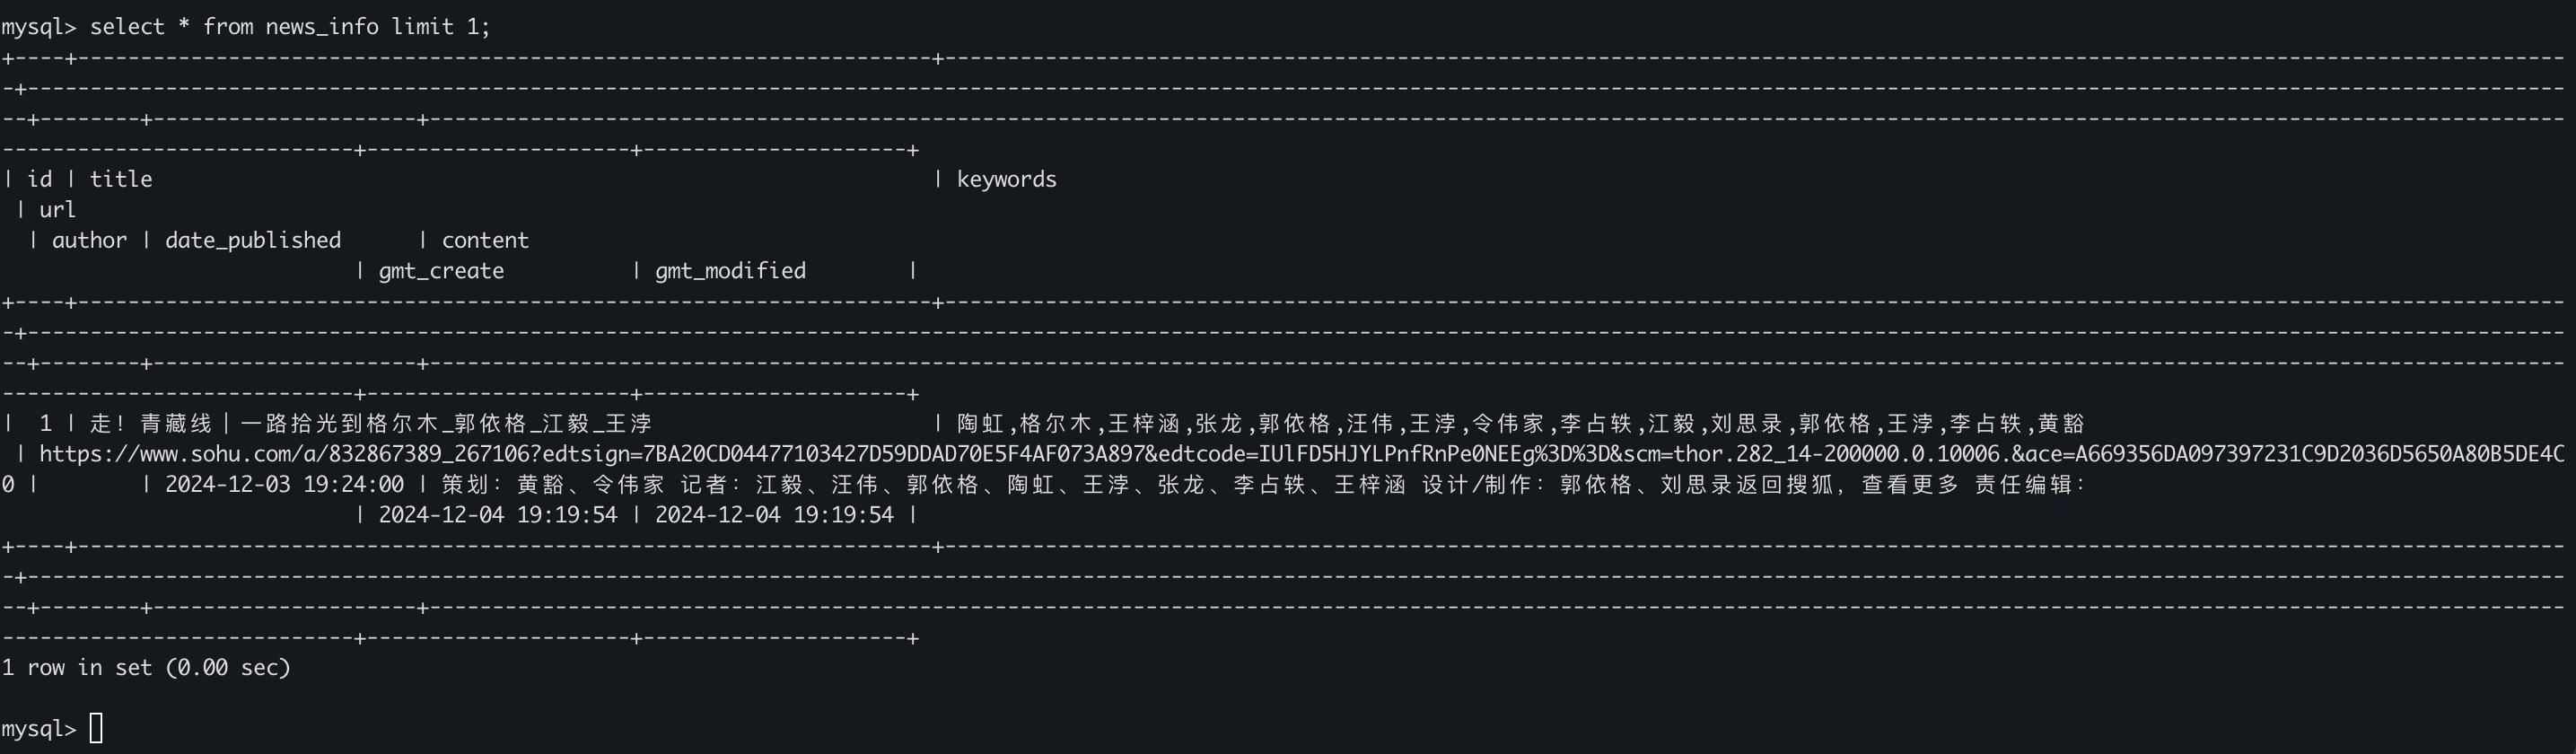 mysql> select * from news_info limit 1;
| id | title | keywords
| url
| author | date_published | content
| gmt_create | gmt_modified |
| 1 | 走！青藏线｜一路拾光到格尔木_郭依格_江毅_王浡 | 陶虹,格尔木,王梓涵,张龙,郭依格,汪伟,王浡,令伟家,李占轶,江毅,刘思录,郭依格,王浡,李占轶,黄豁
| https://www.sohu.com/a/832867389_267106?edtsign=7BA20CD04477103427D59DDAD70E5F4AF073A897&edtcode=IUlFD5HJYLPnfRnPe0NEEg%3D%3D&scm=thor.282_14-200000.0.10006.&ace=A669356DA097397231C9D2036D5650A80B5DE4C
0 | | 2024-12-03 19:24:00 | 策划：黄豁、令伟家 记者：江毅、汪伟、郭依格、陶虹、王浡、张龙、李占轶、王梓涵 设计/制作：郭依格、刘思录返回搜狐，查看更多 责任编辑：
| 2024-12-04 19:19:54 | 2024-12-04 19:19:54 |
1 row in set (0.00 sec)
mysql>